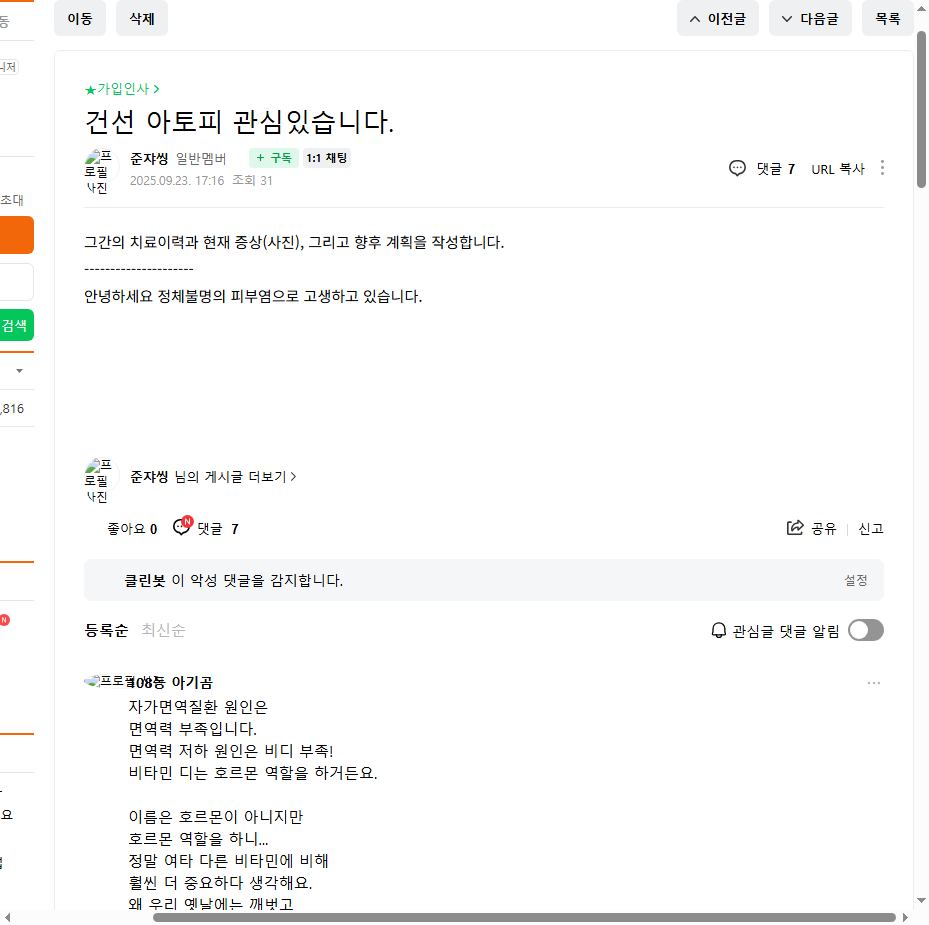 이동 삭제 이전글 다음글 목록
동
니저
초대
검색
,816
N
요
★가입인사 >
건선 아토피 관심있습니다.
프로필 사진
준쟈씽 일반멤버 + 구독 1:1 채팅
2025.09.23. 17:16 조회 31
댓글 7 URL 복사
그간의 치료이력과 현재 증상(사진), 그리고 향후 계획을 작성합니다.
---------------------
안녕하세요 정체불명의 피부염으로 고생하고 있습니다.
프로필 사진
준쟈씽 님의 게시글 더보기 >
좋아요 0 N 댓글 7 공유 신고
클린봇 이 악성 댓글을 감지합니다. 설정
등록순 최신순 관심글 댓글 알림
프로필 408동 아기곰
자가면역질환 원인은
면역력 부족입니다.
면역력 저하 원인은 비디 부족!
비타민 디는 호르몬 역할을 하거든요.
이름은 호르몬이 아니지만
호르몬 역할을 하니...
정말 여타 다른 비타민에 비해
훨씬 더 중요하다 생각해요.
왜 우리 옛날에는 깨벗고